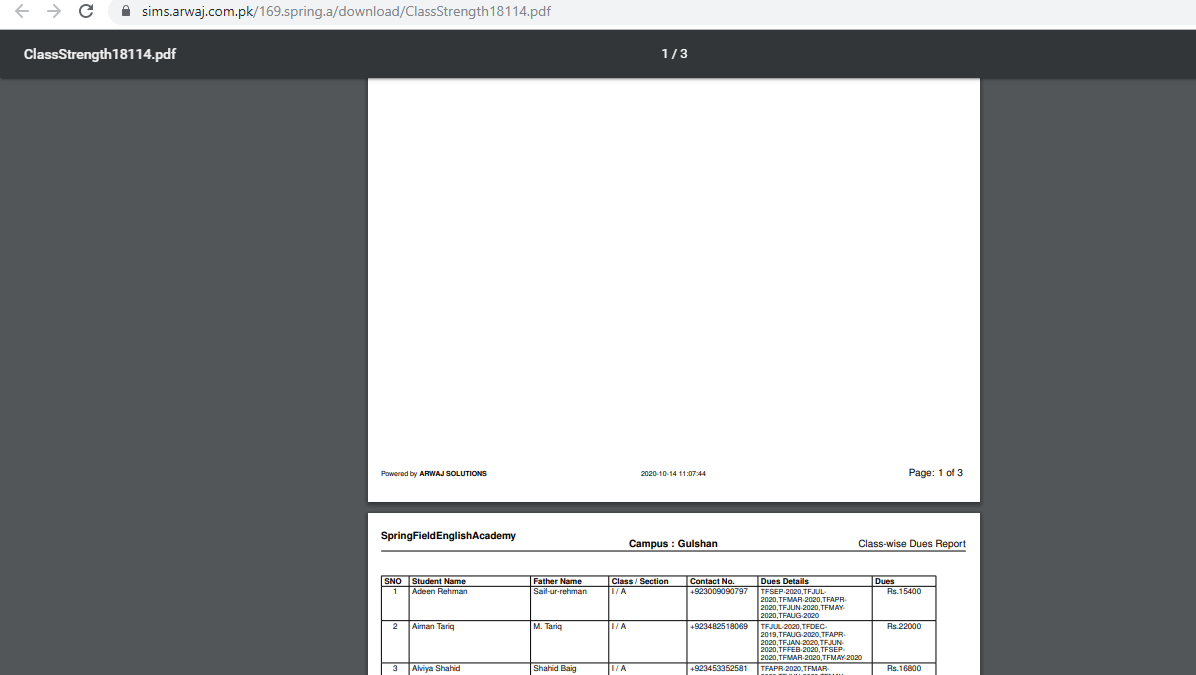 sims.arwaj.com.pk/169.spring.a/download/ClassStrength18114.pdf
ClassStrength18114.pdf 1 / 3
Powered by ARWAJ SOLUTIONS 2020-10-14 11:07:44 Page: 1 of 3
SpringFieldEnglishAcademy
Campus : Gulshan Class-wise Dues Report
SNO Student Name Father Name Class / Section Contact No. Dues Details Dues
1 Adeen Rehman Saif-ur-rehman I / A +923009090797 TFSEP-2020,TFJUL- Rs.15400
2020,TFMAR-2020,TFAPR-
2020,TFJUN-2020,TFMAY-
2020,TFAUG-2020
2 Aiman Tariq M. Tariq I / A +923482518069 TFJUL-2020,TFDEC- Rs.22000
2019,TFAUG-2020,TFAPR-
2020,TFJAN-2020,TFJUN-
2020,TFFEB-2020,TFSEP-
2020,TFMAR-2020,TFMAY-2020
3 Alviya Shahid Shahid Baig I / A +923453352581 TFAPR-2020,TFMAR- Rs.16800